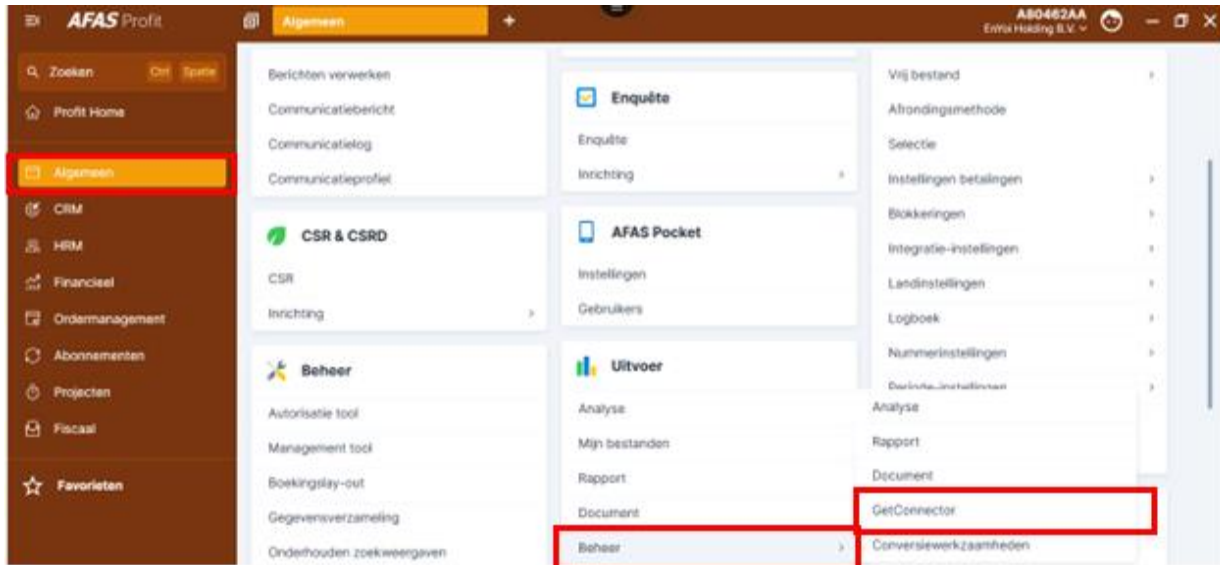 AFAS Profit
Algemeen
+
A80462AA
EnYoi Holding B.V.
Zoeken Ctrl Spatie
Profit Home
Algemeen
CRM
HRM
Financieel
Ordermanagement
Abonnementen
Projecten
Fiscaal
Favorieten
Berichten verwerken
Communicatiebericht
Communicatielog
Communicatieprofiel
CSR & CSRD
CSR
Inrichting
Beheer
Autorisatie tool
Management tool
Boekingslay-out
Gegevensverzameling
Onderhouden zoekweergaven
Enquête
Enquête
Inrichting
AFAS Pocket
Instellingen
Gebruikers
Uitvoer
Analyse
Mijn bestanden
Rapport
Document
Beheer
Vrij bestand
Afrondingsmethode
Selectie
Instellingen betalingen
Blokkeringen
Integratie-instellingen
Landinstellingen
Logboek
Nummerinstellingen
Periode-instellingen
Analyse
Rapport
Document
GetConnector
Conversiewerkzaamheden